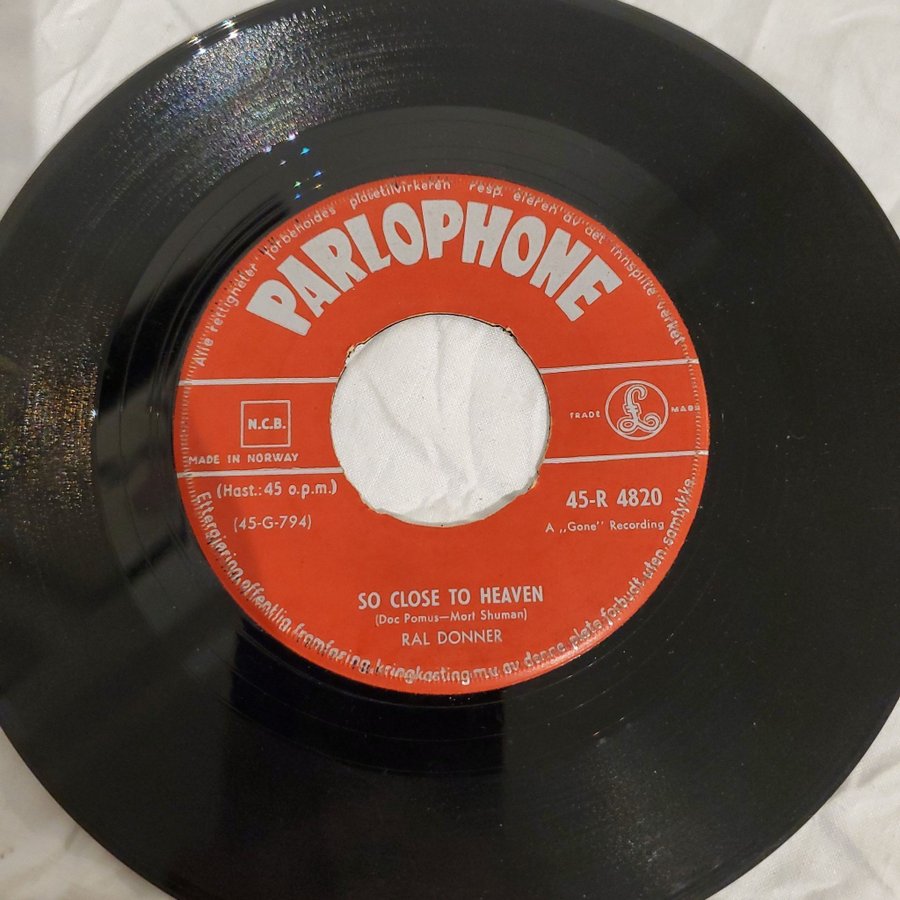 Alle rettigheter forbeholdes platetilvirkeren resp. eieren av det innspilte verket
PARLOPHONE
N.C.B.
TRADE £ MARK
MADE IN NORWAY
(Hast.: 45 o.p.m.)
45-R 4820
(45-G-794)
A „Gone" Recording
SO CLOSE TO HEAVEN
(Doc Pomus—Mort Shuman)
RAL DONNER
Ettergjøring, offentlig framføring, kringkasting m.v. av denne plate forbudt uten samtykke